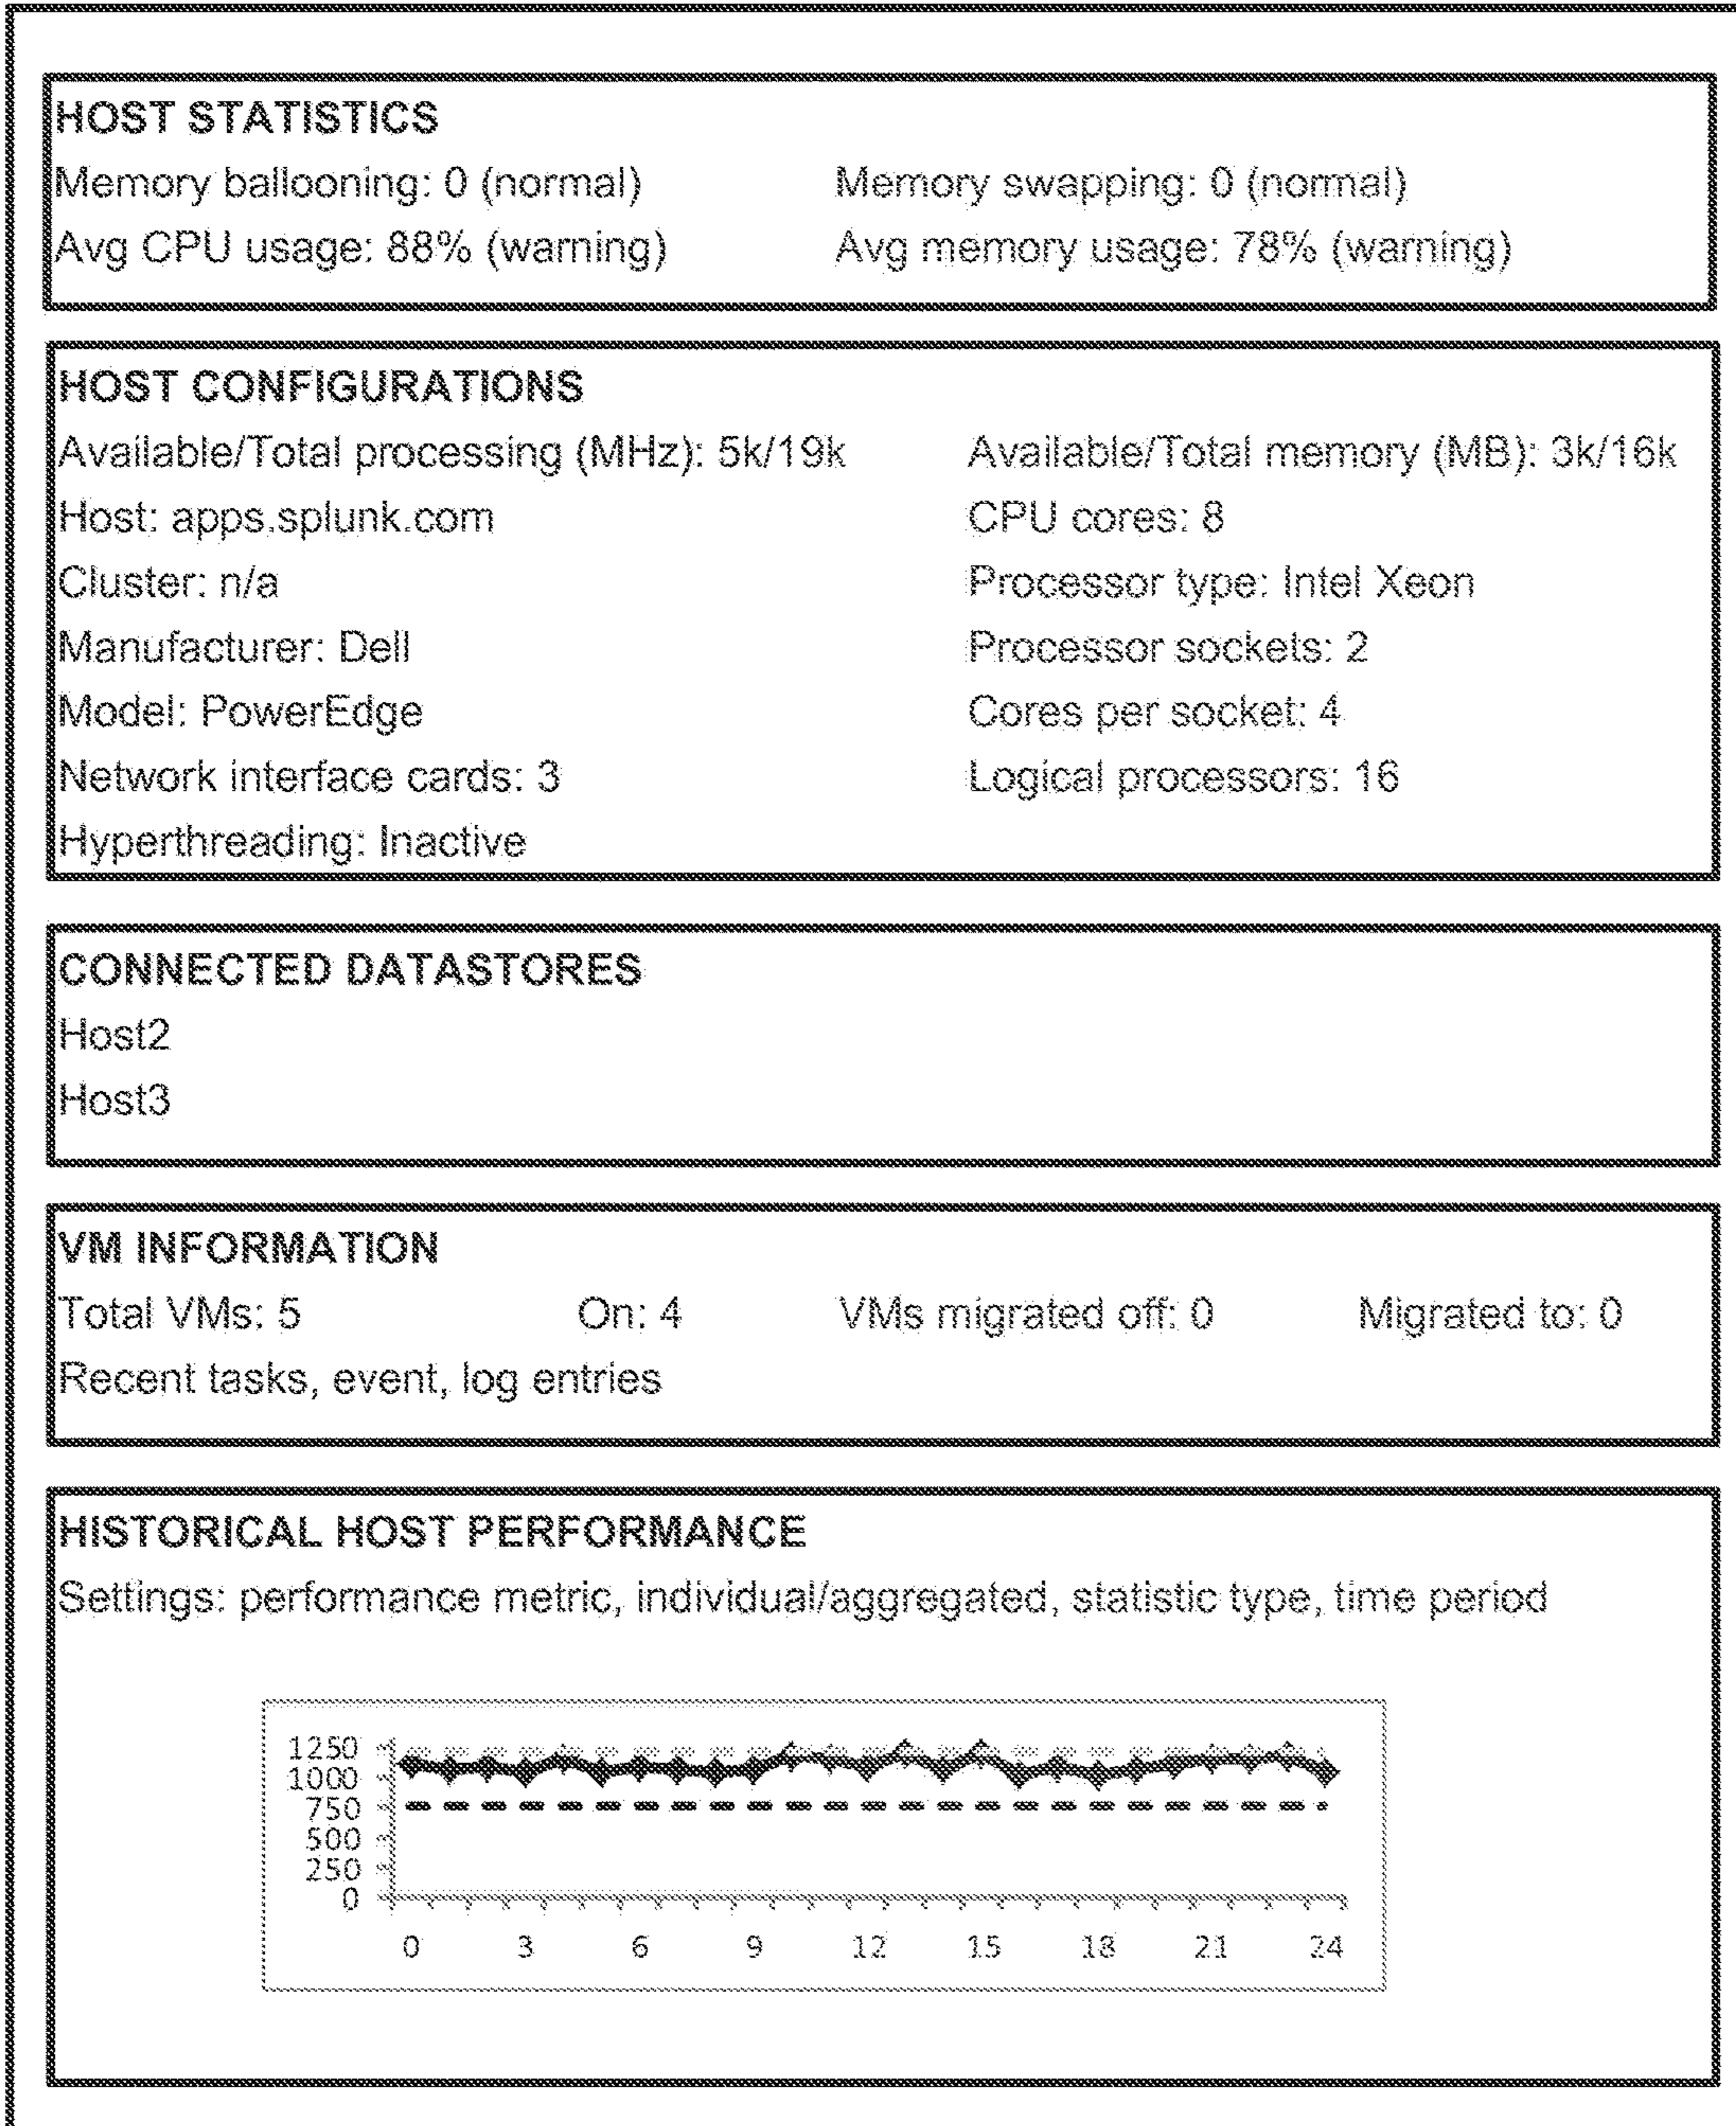 HOST STATISTICS
Memory ballooning: 0 (normal) Memory swapping: 0 (normal)
Avg CPU usage: 88% (warning) Avg memory usage: 78% (warning)
HOST CONFIGURATIONS
Available/Total processing (MHz): 5k/19k Available/Total memory (MB): 3k/16k
Host: apps.splunk.com CPU cores: 8
Cluster: n/a Processor type: Intel Xeon
Manufacturer: Dell Processor sockets: 2
Model: PowerEdge Cores per socket: 4
Network interface cards: 3 Logical processors: 16
Hyperthreading: Inactive
CONNECTED DATASTORES
Host2
Host3
VM INFORMATION
Total VMs: 5 On: 4 VMs migrated off: 0 Migrated to: 0
Recent tasks, event, log entries
HISTORICAL HOST PERFORMANCE
Settings: performance metric, individual/aggregated, statistic type, time period
1250
1000
750
500
250
0
0 3 6 9 12 15 18 21 24